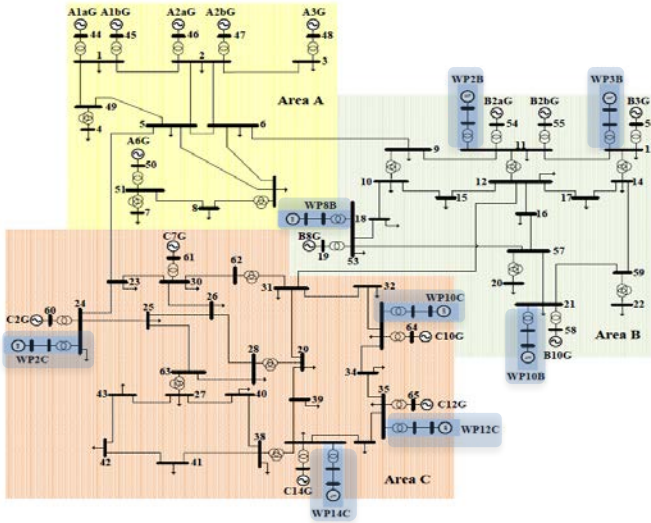 A1aG A1bG A2aG A2bG A3G
44 45 46 47 48
1 2 3
WP2B WP3B
B2aG B2bG B3G
49 Area A 54 55 5
5 6
4
9 11 1
A6G
50
10 12 14
51
15 17
7 8
WP8B 18 16
C7G B8G
19 53 57
61 62
59
23 30 31 32 20
21 22
24 26 WP10C
C2G 60 25 64
C10G 58 Area B
WP2C
28 29 B10G
34 WP10B
63
35 65
43 27 40 39 C12G
38 WP12C
42 41
C14G Area C
WP14C